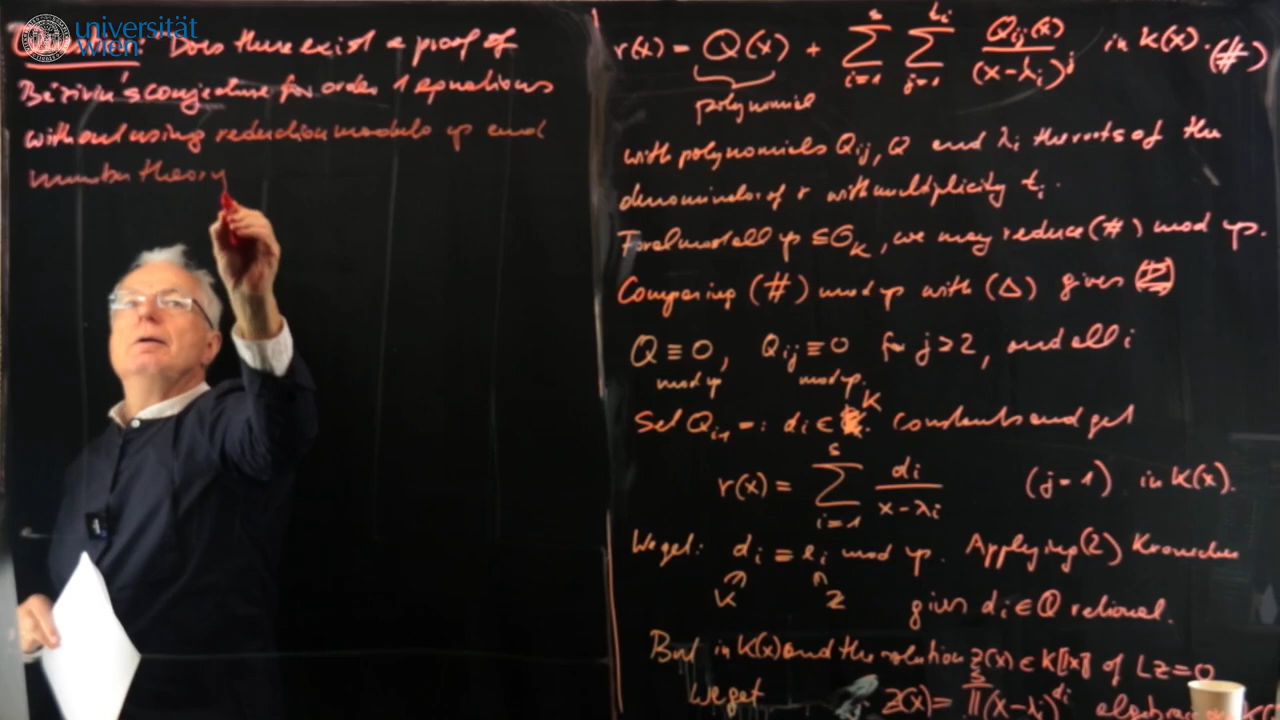 universität
wien
: Does there exist a proof of
Bézivin's conjecture for order 1 equations
without using reduction modulo p and
number theory
r(x) = Q(x) + Σ_{i=1}^{s} Σ_{j=1}^{t_i} Q_{ij}(x) / (x-λ_i)^j in K(x). (#)
polynomial
with polynomials Q_{ij}, Q and λ_i the roots of the
denominator of r with multiplicity t_i.
For almost all p ⊆ O_K, we may reduce (#) mod p.
Comparing (#) mod p with (Δ) gives
Q ≡ 0, Q_{ij} ≡ 0 for j ≥ 2, and all i
mod p mod p.
Set Q_{i1} =: d_i ∈ K. constants and get
r(x) = Σ_{i=1}^{s} d_i / (x-λ_i) (j=1) in K(x).
We get: d_i ≡ e_i mod p. Applying (2) Kronecker
K Z gives d_i ∈ Q rational.
But in K(x) and the solution z(x) ∈ K[[x]] of Lz=0
we get z(x) = Π^{s} (x-λ_i)^{d_i}